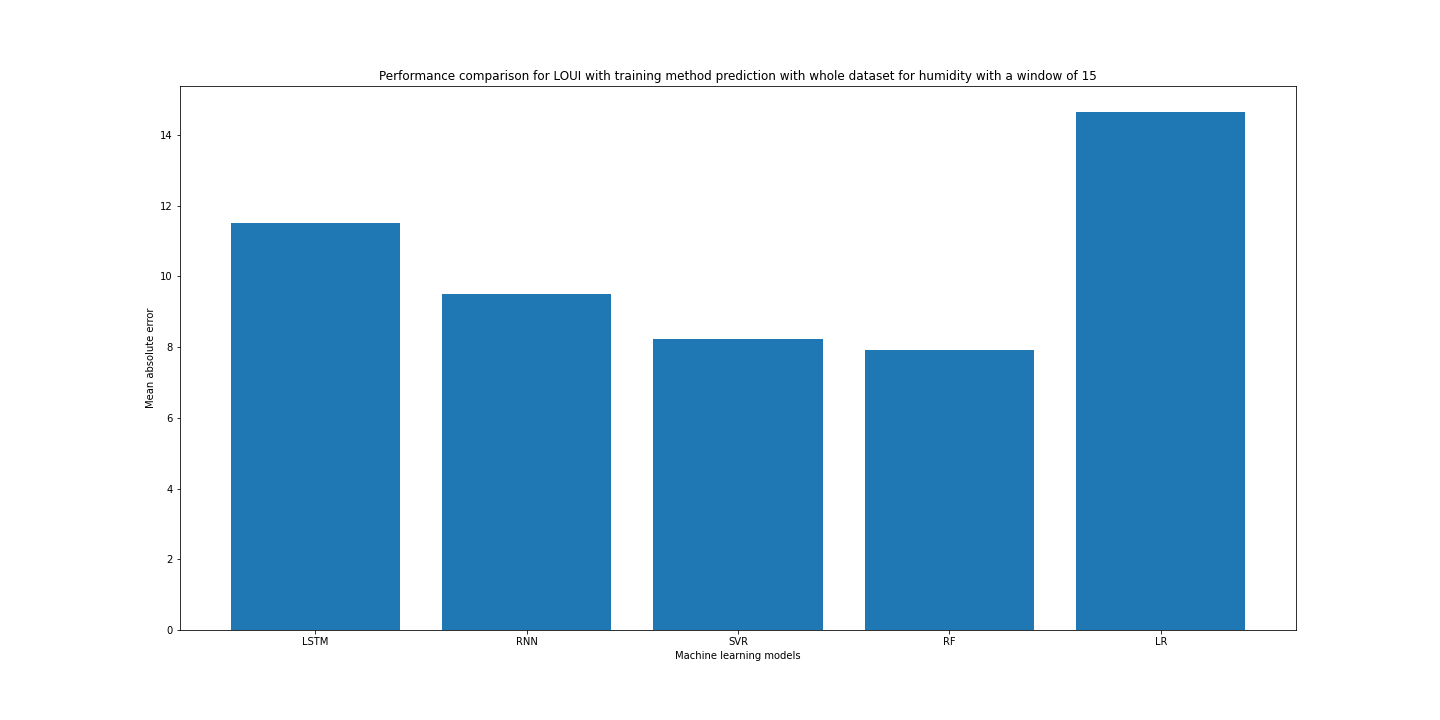 Performance comparison for LOUI with training method prediction with whole dataset for humidity with a window of 15
Mean absolute error
14
12
10
8
6
4
2
0
LSTM RNN SVR RF LR
Machine learning models